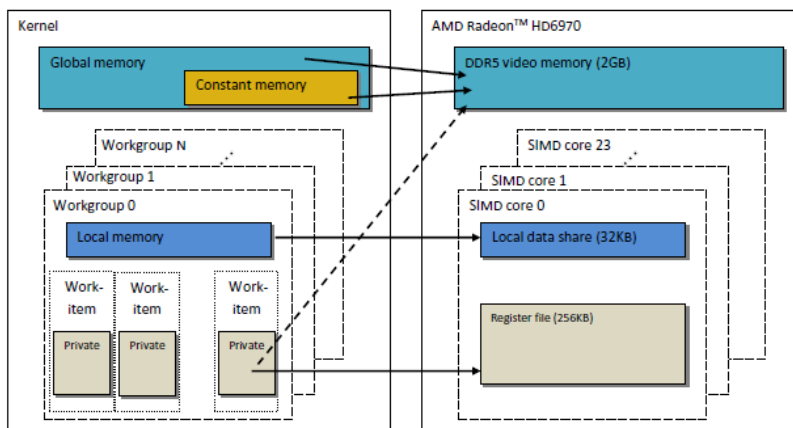 Kernel
Global memory
Constant memory
Workgroup N
Workgroup 1
Workgroup 0
Local memory
Work-
item
Private
Work-
item
Private
Work-
item
Private
AMD Radeon™ HD6970
DDR5 video memory (2GB)
SIMD core 23
SIMD core 1
SIMD core 0
Local data share (32KB)
Register file (256KB)